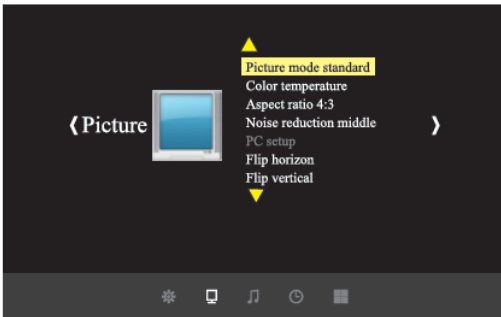 Picture
Picture mode standard
Color temperature
Aspect ratio 4:3
Noise reduction middle
PC setup
Flip horizon
Flip vertical